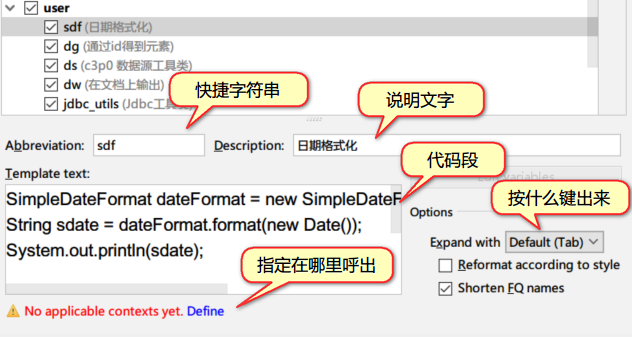 user
sdf (日期格式化)
dg (通过id得到元素)
ds (c3p0 数据源工具类)
dw (在文档上输出)
jdbc_utils (Jdbc工具
快捷字符串
说明文字
Abbreviation: sdf Description: 日期格式化
代码段
Template text:
SimpleDateFormat dateFormat = new SimpleDateF
String sdate = dateFormat.format(new Date());
System.out.println(sdate);
按什么键出来
Options
Expand with Default (Tab)
Reformat according to style
Shorten FQ names
指定在哪里呼出
No applicable contexts yet. Define